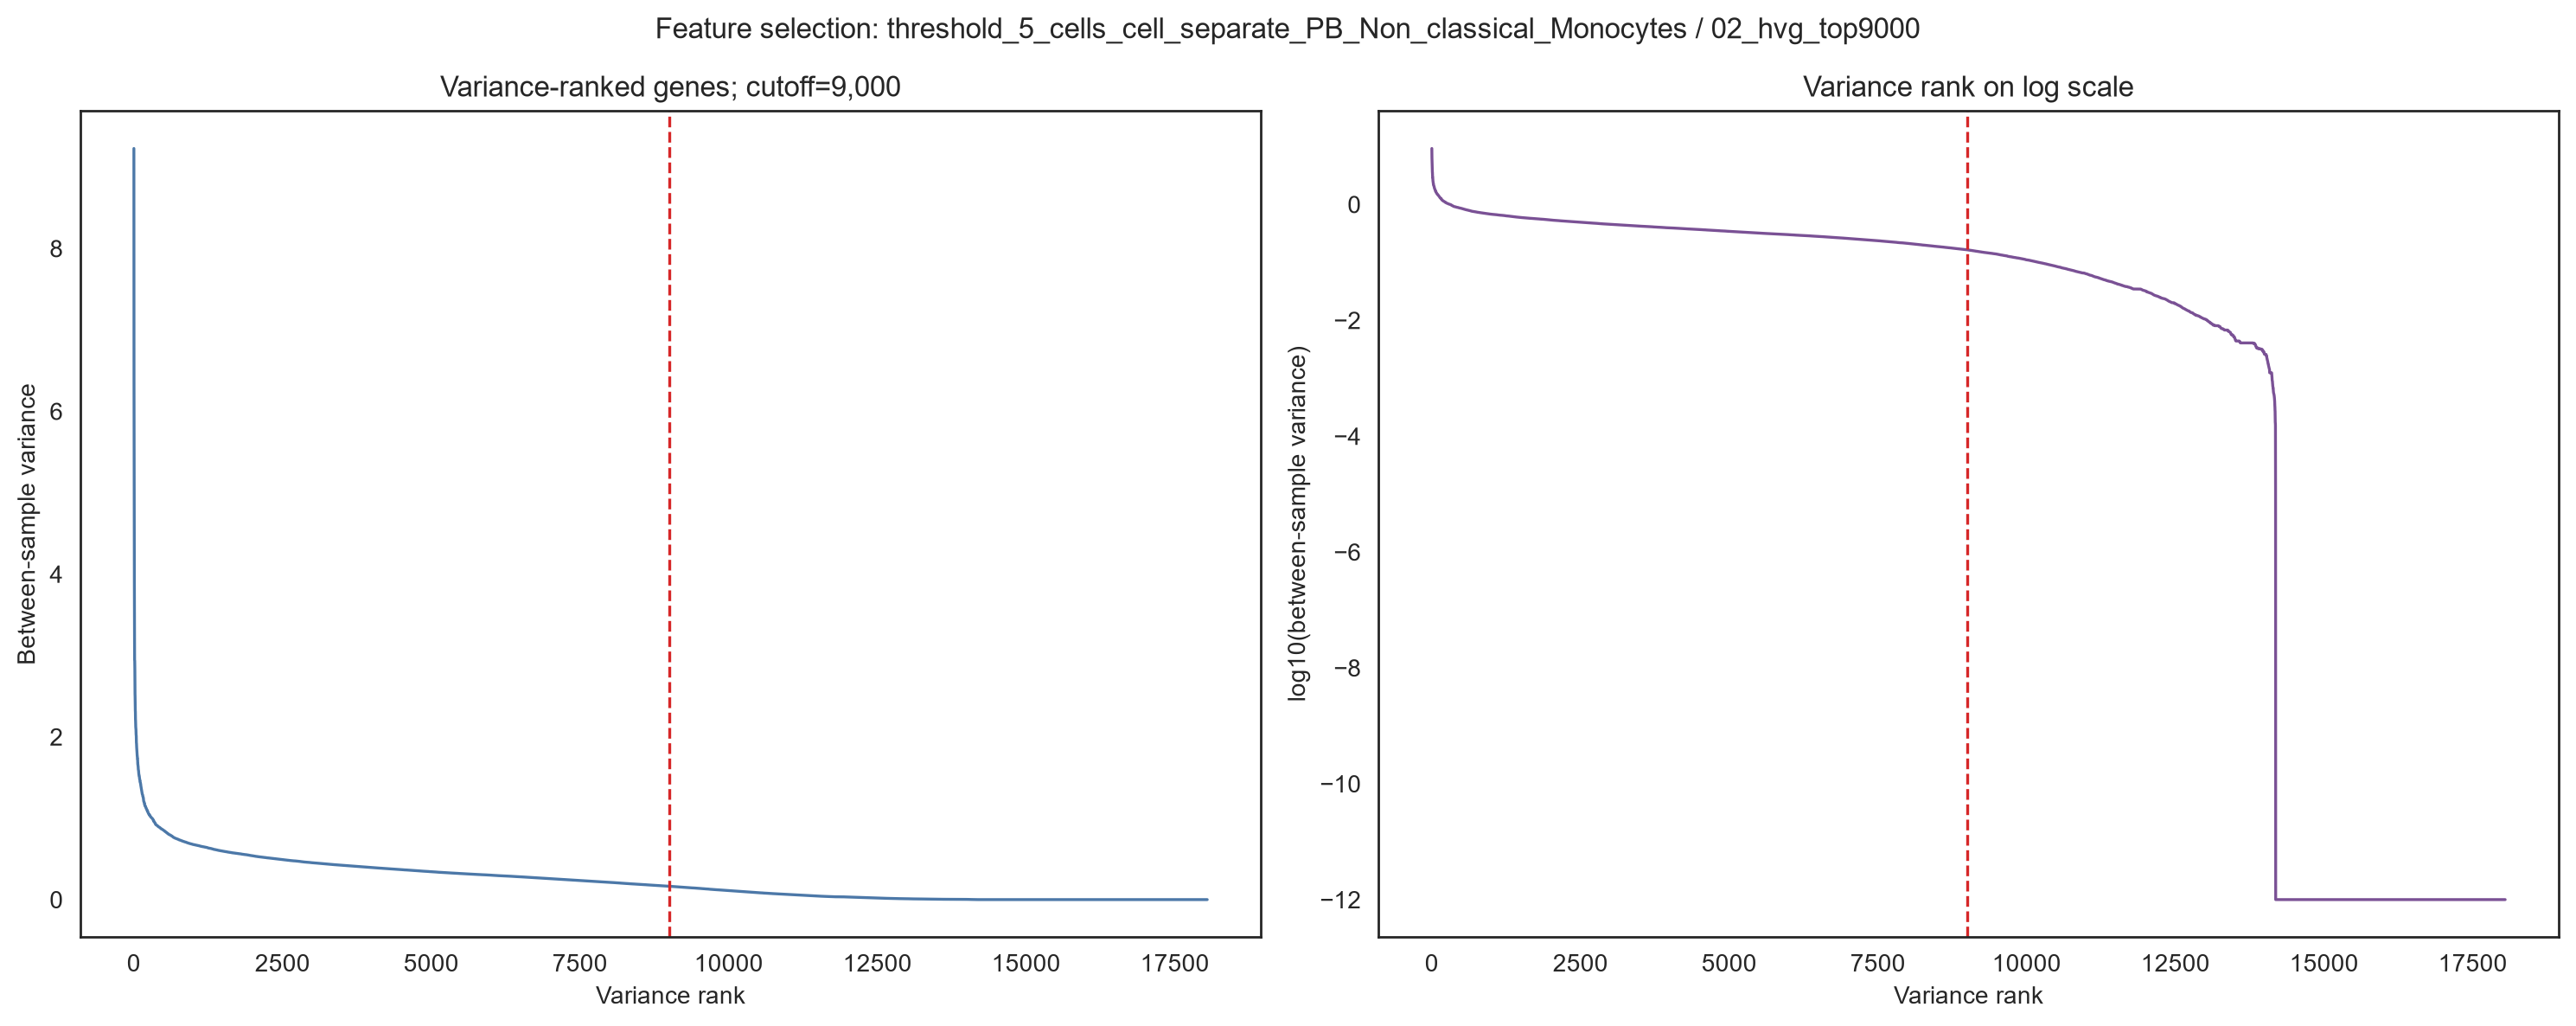 Feature selection: threshold_5_cells_cell_separate_PB_Non_classical_Monocytes / 02_hvg_top9000
Variance-ranked genes; cutoff=9,000
Between-sample variance
8
6
4
2
0
0 2500 5000 7500 10000 12500 15000 17500
Variance rank
Variance rank on log scale
log10(between-sample variance)
0
−2
−4
−6
−8
−10
−12
0 2500 5000 7500 10000 12500 15000 17500
Variance rank